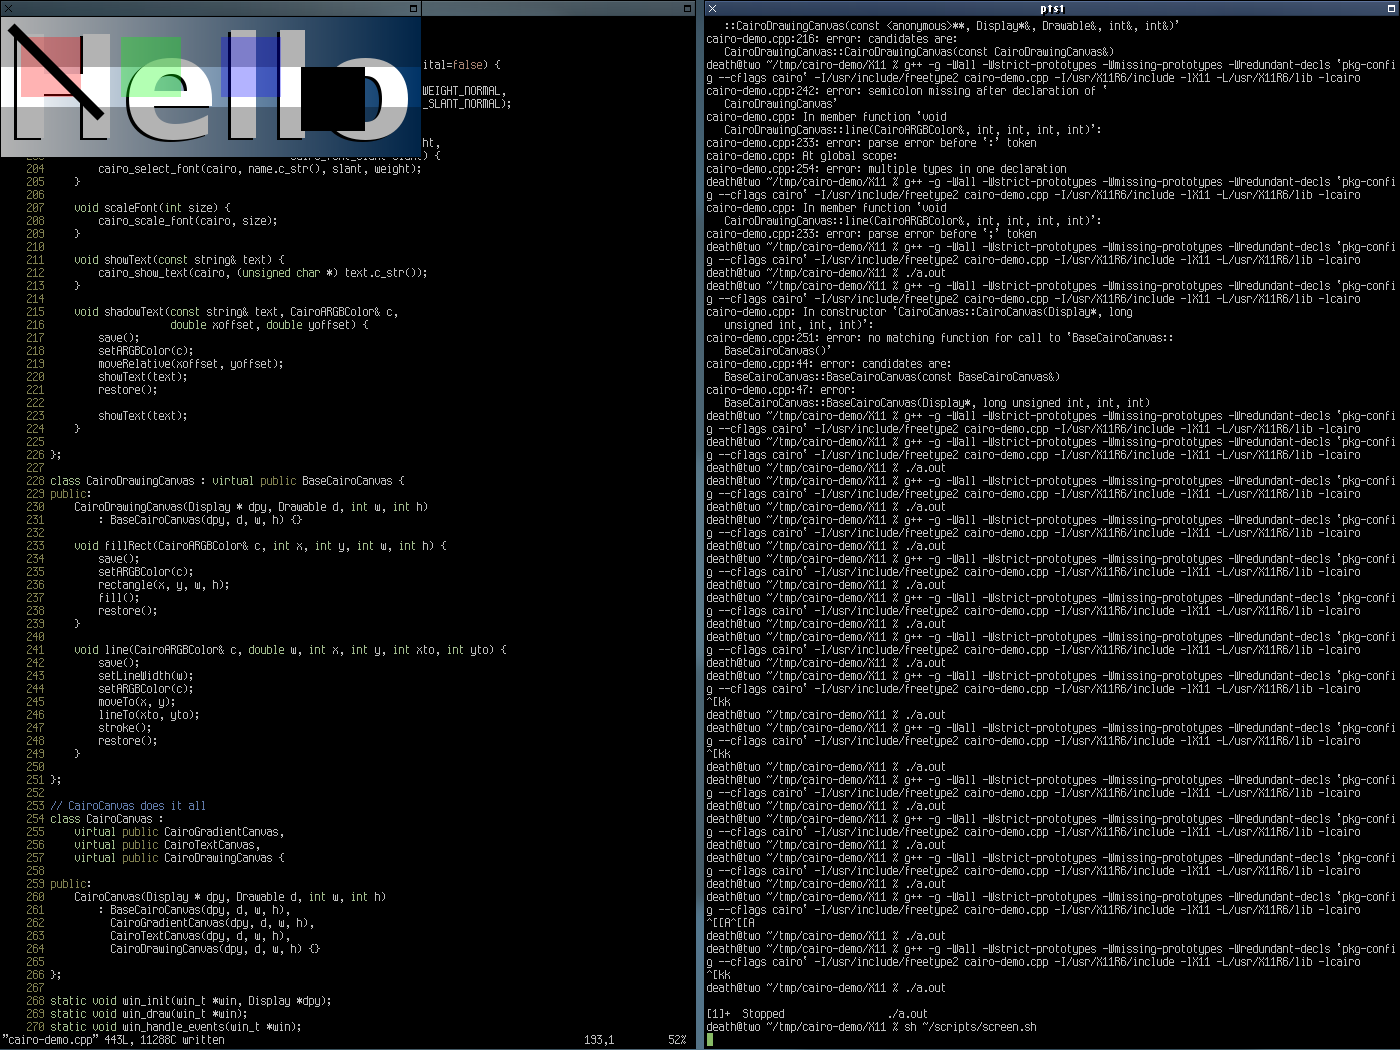 Hello
ital=false) {
WEIGHT_NORMAL,
_SLANT_NORMAL);
ht,
) {
204 cairo_select_font(cairo, name.c_str(), slant, weight);
205 }
206
207 void scaleFont(int size) {
208 cairo_scale_font(cairo, size);
209 }
210
211 void showText(const string& text) {
212 cairo_show_text(cairo, (unsigned char *) text.c_str());
213 }
214
215 void shadowText(const string& text, CairoARGBColor& c,
216 double xoffset, double yoffset) {
217 save();
218 setARGBColor(c);
219 moveRelative(xoffset, yoffset);
220 showText(text);
221 restore();
222
223 showText(text);
224 }
225
226 };
227
228 class CairoDrawingCanvas : virtual public BaseCairoCanvas {
229 public:
230 CairoDrawingCanvas(Display * dpy, Drawable d, int w, int h)
231 : BaseCairoCanvas(dpy, d, w, h) {}
232
233 void fillRect(CairoARGBColor& c, int x, int y, int w, int h) {
234 save();
235 setARGBColor(c);
236 rectangle(x, y, w, h);
237 fill();
238 restore();
239 }
240
241 void line(CairoARGBColor& c, double w, int x, int y, int xto, int yto) {
242 save();
243 setLineWidth(w);
244 setARGBColor(c);
245 moveTo(x, y);
246 lineTo(xto, yto);
247 stroke();
248 restore();
249 }
250
251 };
252
253 // CairoCanvas does it all
254 class CairoCanvas :
255 virtual public CairoGradientCanvas,
256 virtual public CairoTextCanvas,
257 virtual public CairoDrawingCanvas {
258
259 public:
260 CairoCanvas(Display * dpy, Drawable d, int w, int h)
261 : BaseCairoCanvas(dpy, d, w, h),
262 CairoGradientCanvas(dpy, d, w, h),
263 CairoTextCanvas(dpy, d, w, h),
264 CairoDrawingCanvas(dpy, d, w, h) {}
265
266 };
267
268 static void win_init(win_t *win, Display *dpy);
269 static void win_draw(win_t *win);
270 static void win_handle_events(win_t *win);
"cairo-demo.cpp" 443L, 11288C written 193,1 52%
pts1
::CairoDrawingCanvas(const <anonymous>**, Display*&, Drawable&, int&, int&)'
cairo-demo.cpp:216: error: candidates are:
CairoDrawingCanvas::CairoDrawingCanvas(const CairoDrawingCanvas&)
death@two ~/tmp/cairo-demo/X11 % g++ -g -Wall -Wstrict-prototypes -Wmissing-prototypes -Wredundant-decls `pkg-confi
g --cflags cairo` -I/usr/include/freetype2 cairo-demo.cpp -I/usr/X11R6/include -lX11 -L/usr/X11R6/lib -lcairo
cairo-demo.cpp:242: error: semicolon missing after declaration of `
CairoDrawingCanvas'
cairo-demo.cpp: In member function `void
CairoDrawingCanvas::line(CairoARGBColor&, int, int, int, int)':
cairo-demo.cpp:233: error: parse error before `:' token
cairo-demo.cpp: At global scope:
cairo-demo.cpp:254: error: multiple types in one declaration
death@two ~/tmp/cairo-demo/X11 % g++ -g -Wall -Wstrict-prototypes -Wmissing-prototypes -Wredundant-decls `pkg-confi
g --cflags cairo` -I/usr/include/freetype2 cairo-demo.cpp -I/usr/X11R6/include -lX11 -L/usr/X11R6/lib -lcairo
cairo-demo.cpp: In member function `void
CairoDrawingCanvas::line(CairoARGBColor&, int, int, int, int)':
cairo-demo.cpp:233: error: parse error before `;' token
death@two ~/tmp/cairo-demo/X11 % g++ -g -Wall -Wstrict-prototypes -Wmissing-prototypes -Wredundant-decls `pkg-confi
g --cflags cairo` -I/usr/include/freetype2 cairo-demo.cpp -I/usr/X11R6/include -lX11 -L/usr/X11R6/lib -lcairo
death@two ~/tmp/cairo-demo/X11 % ./a.out
death@two ~/tmp/cairo-demo/X11 % g++ -g -Wall -Wstrict-prototypes -Wmissing-prototypes -Wredundant-decls `pkg-confi
g --cflags cairo` -I/usr/include/freetype2 cairo-demo.cpp -I/usr/X11R6/include -lX11 -L/usr/X11R6/lib -lcairo
cairo-demo.cpp: In constructor `CairoCanvas::CairoCanvas(Display*, long
unsigned int, int, int)':
cairo-demo.cpp:251: error: no matching function for call to `BaseCairoCanvas::
BaseCairoCanvas()'
cairo-demo.cpp:44: error: candidates are:
BaseCairoCanvas::BaseCairoCanvas(const BaseCairoCanvas&)
cairo-demo.cpp:47: error:
BaseCairoCanvas::BaseCairoCanvas(Display*, long unsigned int, int, int)
death@two ~/tmp/cairo-demo/X11 % g++ -g -Wall -Wstrict-prototypes -Wmissing-prototypes -Wredundant-decls `pkg-confi
g --cflags cairo` -I/usr/include/freetype2 cairo-demo.cpp -I/usr/X11R6/include -lX11 -L/usr/X11R6/lib -lcairo
death@two ~/tmp/cairo-demo/X11 % g++ -g -Wall -Wstrict-prototypes -Wmissing-prototypes -Wredundant-decls `pkg-confi
g --cflags cairo` -I/usr/include/freetype2 cairo-demo.cpp -I/usr/X11R6/include -lX11 -L/usr/X11R6/lib -lcairo
death@two ~/tmp/cairo-demo/X11 % ./a.out
death@two ~/tmp/cairo-demo/X11 % g++ -g -Wall -Wstrict-prototypes -Wmissing-prototypes -Wredundant-decls `pkg-confi
g --cflags cairo` -I/usr/include/freetype2 cairo-demo.cpp -I/usr/X11R6/include -lX11 -L/usr/X11R6/lib -lcairo
death@two ~/tmp/cairo-demo/X11 % ./a.out
death@two ~/tmp/cairo-demo/X11 % g++ -g -Wall -Wstrict-prototypes -Wmissing-prototypes -Wredundant-decls `pkg-confi
g --cflags cairo` -I/usr/include/freetype2 cairo-demo.cpp -I/usr/X11R6/include -lX11 -L/usr/X11R6/lib -lcairo
death@two ~/tmp/cairo-demo/X11 % ./a.out
death@two ~/tmp/cairo-demo/X11 % g++ -g -Wall -Wstrict-prototypes -Wmissing-prototypes -Wredundant-decls `pkg-confi
g --cflags cairo` -I/usr/include/freetype2 cairo-demo.cpp -I/usr/X11R6/include -lX11 -L/usr/X11R6/lib -lcairo
death@two ~/tmp/cairo-demo/X11 % ./a.out
death@two ~/tmp/cairo-demo/X11 % g++ -g -Wall -Wstrict-prototypes -Wmissing-prototypes -Wredundant-decls `pkg-confi
g --cflags cairo` -I/usr/include/freetype2 cairo-demo.cpp -I/usr/X11R6/include -lX11 -L/usr/X11R6/lib -lcairo
death@two ~/tmp/cairo-demo/X11 % ./a.out
death@two ~/tmp/cairo-demo/X11 % g++ -g -Wall -Wstrict-prototypes -Wmissing-prototypes -Wredundant-decls `pkg-confi
g --cflags cairo` -I/usr/include/freetype2 cairo-demo.cpp -I/usr/X11R6/include -lX11 -L/usr/X11R6/lib -lcairo
death@two ~/tmp/cairo-demo/X11 % ./a.out
death@two ~/tmp/cairo-demo/X11 % g++ -g -Wall -Wstrict-prototypes -Wmissing-prototypes -Wredundant-decls `pkg-confi
g --cflags cairo` -I/usr/include/freetype2 cairo-demo.cpp -I/usr/X11R6/include -lX11 -L/usr/X11R6/lib -lcairo
^[kk
death@two ~/tmp/cairo-demo/X11 % ./a.out
death@two ~/tmp/cairo-demo/X11 % g++ -g -Wall -Wstrict-prototypes -Wmissing-prototypes -Wredundant-decls `pkg-confi
g --cflags cairo` -I/usr/include/freetype2 cairo-demo.cpp -I/usr/X11R6/include -lX11 -L/usr/X11R6/lib -lcairo
^[kk
death@two ~/tmp/cairo-demo/X11 % ./a.out
death@two ~/tmp/cairo-demo/X11 % g++ -g -Wall -Wstrict-prototypes -Wmissing-prototypes -Wredundant-decls `pkg-confi
g --cflags cairo` -I/usr/include/freetype2 cairo-demo.cpp -I/usr/X11R6/include -lX11 -L/usr/X11R6/lib -lcairo
death@two ~/tmp/cairo-demo/X11 % ./a.out
death@two ~/tmp/cairo-demo/X11 % g++ -g -Wall -Wstrict-prototypes -Wmissing-prototypes -Wredundant-decls `pkg-confi
g --cflags cairo` -I/usr/include/freetype2 cairo-demo.cpp -I/usr/X11R6/include -lX11 -L/usr/X11R6/lib -lcairo
death@two ~/tmp/cairo-demo/X11 % ./a.out
death@two ~/tmp/cairo-demo/X11 % g++ -g -Wall -Wstrict-prototypes -Wmissing-prototypes -Wredundant-decls `pkg-confi
g --cflags cairo` -I/usr/include/freetype2 cairo-demo.cpp -I/usr/X11R6/include -lX11 -L/usr/X11R6/lib -lcairo
death@two ~/tmp/cairo-demo/X11 % ./a.out
death@two ~/tmp/cairo-demo/X11 % g++ -g -Wall -Wstrict-prototypes -Wmissing-prototypes -Wredundant-decls `pkg-confi
g --cflags cairo` -I/usr/include/freetype2 cairo-demo.cpp -I/usr/X11R6/include -lX11 -L/usr/X11R6/lib -lcairo
^[[A^[[A
death@two ~/tmp/cairo-demo/X11 % ./a.out
death@two ~/tmp/cairo-demo/X11 % g++ -g -Wall -Wstrict-prototypes -Wmissing-prototypes -Wredundant-decls `pkg-confi
g --cflags cairo` -I/usr/include/freetype2 cairo-demo.cpp -I/usr/X11R6/include -lX11 -L/usr/X11R6/lib -lcairo
^[kk
death@two ~/tmp/cairo-demo/X11 % ./a.out
[1]+ Stopped ./a.out
death@two ~/tmp/cairo-demo/X11 % sh ~/scripts/screen.sh